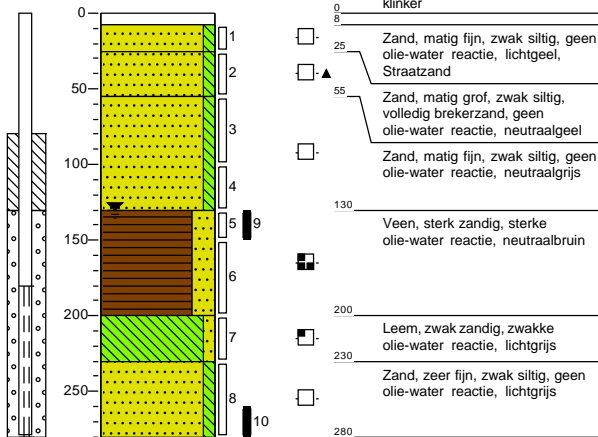 klinker
0
0
8
Zand, matig fijn, zwak siltig, geen
olie-water reactie, lichtgeel,
Straatzand
1
25
2
50
55
Zand, matig grof, zwak siltig,
volledig brekerzand, geen
olie-water reactie, neutraalgeel
3
100
Zand, matig fijn, zwak siltig, geen
olie-water reactie, neutraalgrijs
4
130
5
9
Veen, sterk zandig, sterke
olie-water reactie, neutraalbruin
150
6
200
200
Leem, zwak zandig, zwakke
olie-water reactie, lichtgrijs
7
230
Zand, zeer fijn, zwak siltig, geen
olie-water reactie, lichtgrijs
250
8
10
280